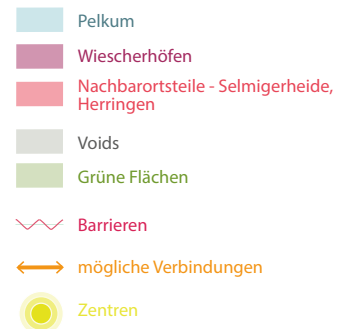 Pelkum
Wiescherhöfen
Nachbarortsteile - Selmigerheide,
Herringen
Voids
Grüne Flächen
Barrieren
mögliche Verbindungen
Zentren